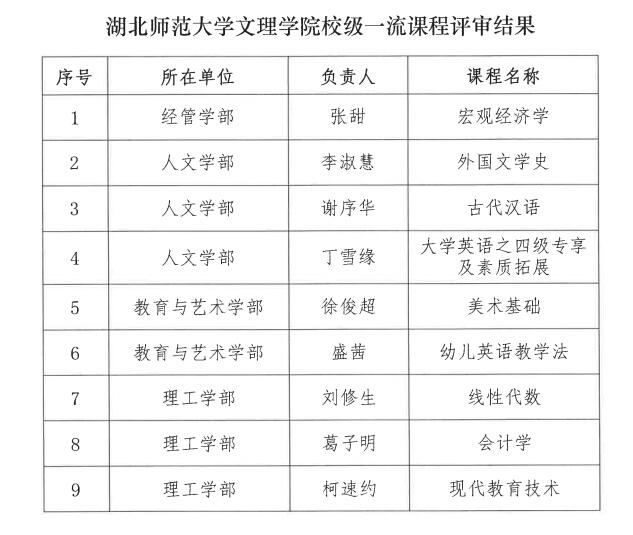 湖北师范大学文理学院校级一流课程评审结果
序号 所在单位 负责人 课程名称
1 经管学部 张甜 宏观经济学
2 人文学部 李淑慧 外国文学史
3 人文学部 谢序华 古代汉语
4 人文学部 丁雪缘 大学英语之四级专享
及素质拓展
5 教育与艺术学部 徐俊超 美术基础
6 教育与艺术学部 盛茜 幼儿英语教学法
7 理工学部 刘修生 线性代数
8 理工学部 葛子明 会计学
9 理工学部 柯速约 现代教育技术